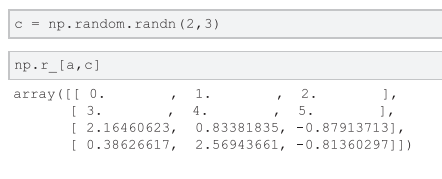 c = np.random.randn(2,3)
np.r_[a,c]
array([[ 0.        ,  1.        ,  2.        ],
       [ 3.        ,  4.        ,  5.        ],
       [ 2.16460623,  0.83381835, -0.87913713],
       [ 0.38626617,  2.56943661, -0.81360297]])